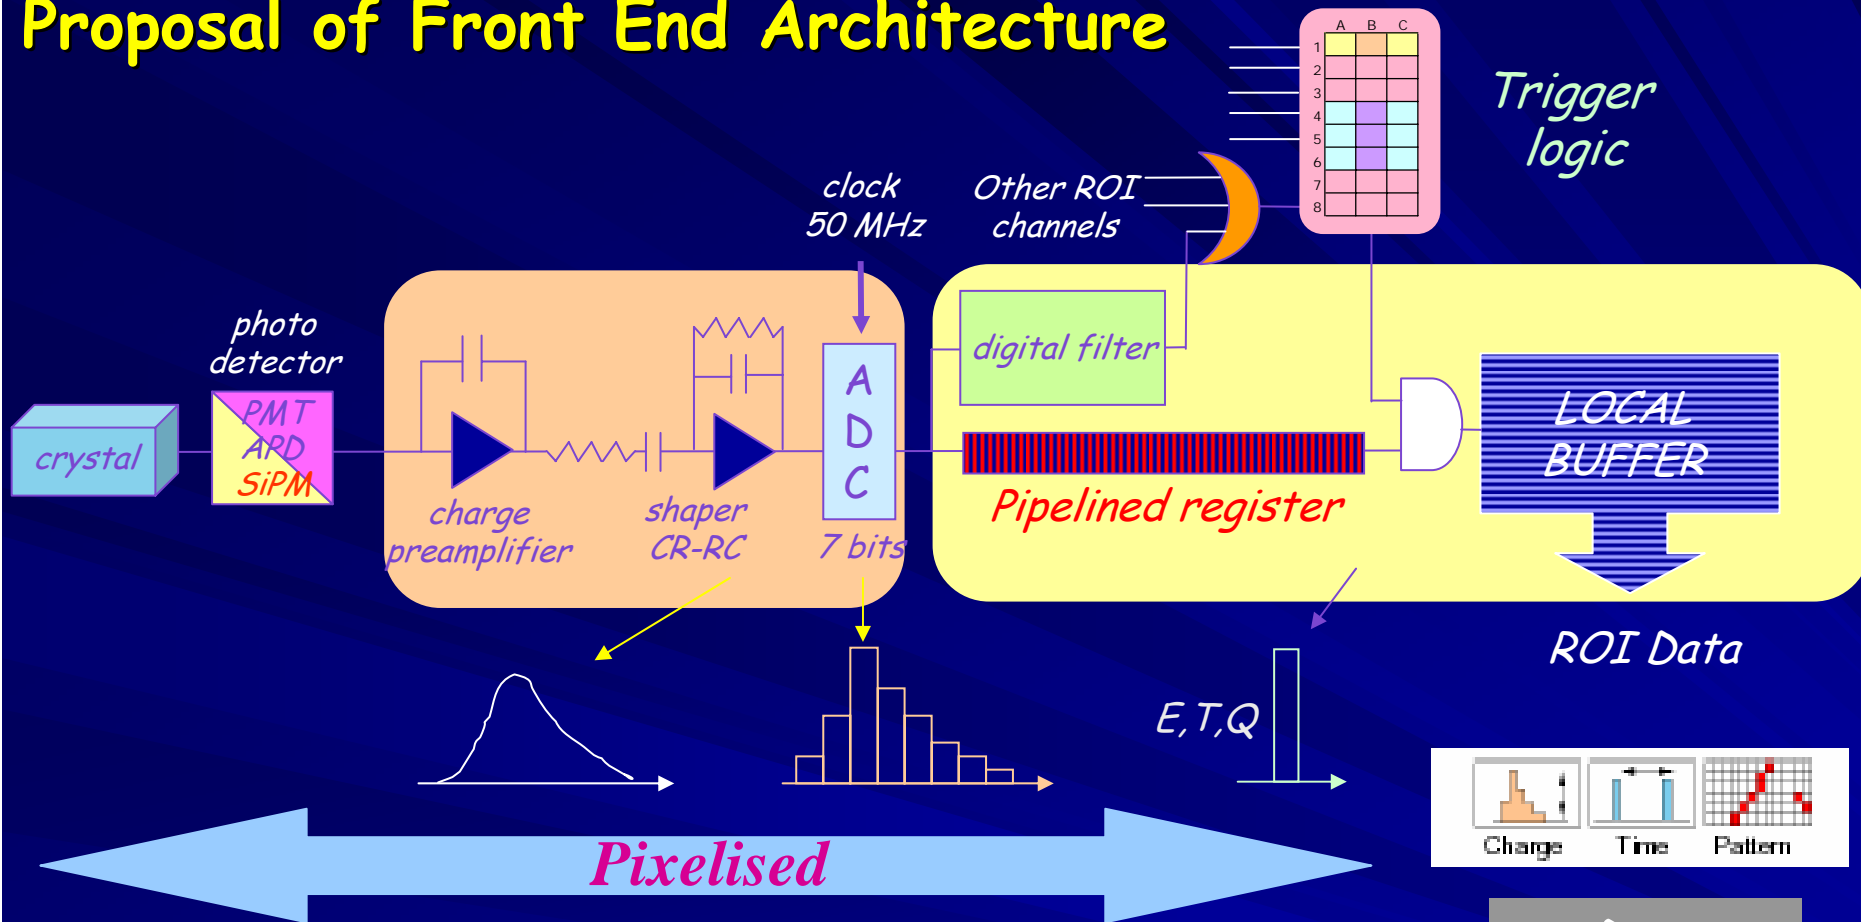 Proposal of Front End Architecture
A B C
1
2
3
4
5
6
7
8
Trigger
logic
clock
50 MHz
Other ROI
channels
photo
detector
PMT
APD
SiPM
crystal
charge
preamplifier
shaper
CR-RC
A
D
C
7 bits
digital filter
Pipelined register
LOCAL
BUFFER
ROI Data
E,T,Q
Charge Time Pattern
Pixelised